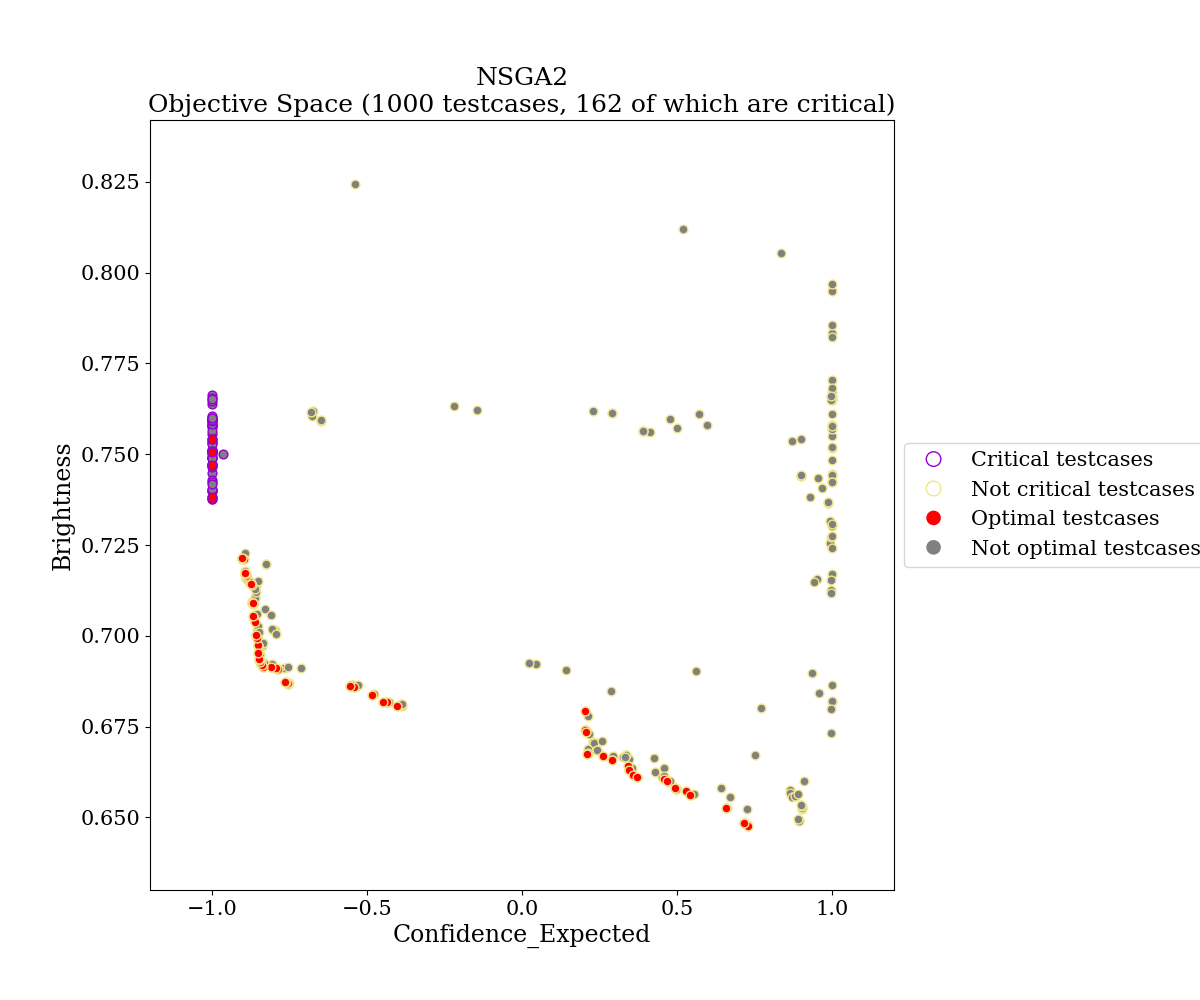 NSGA2
Objective Space (1000 testcases, 162 of which are critical)
0.825
0.800
0.775
0.750
0.725
0.700
0.675
0.650
Brightness
−1.0
−0.5
0.0
0.5
1.0
Confidence_Expected
Critical testcases
Not critical testcases
Optimal testcases
Not optimal testcases